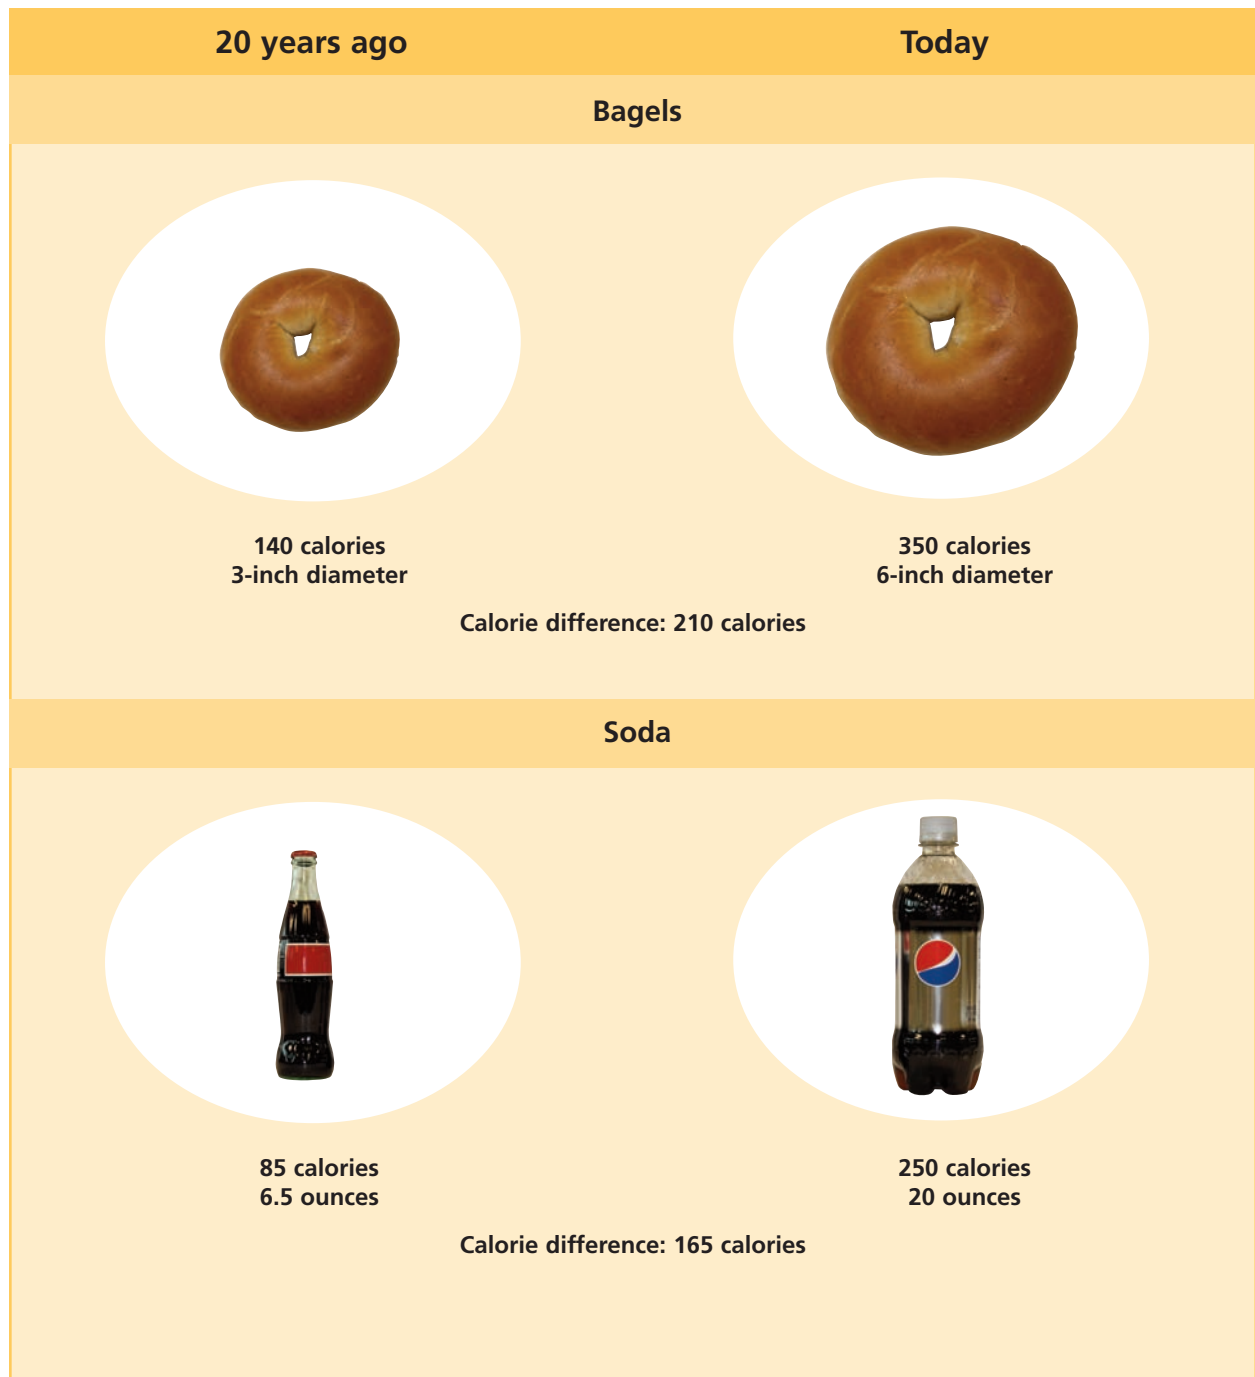 20 years ago
Today
Bagels
140 calories
3-inch diameter
350 calories
6-inch diameter
Calorie difference: 210 calories
Soda
85 calories
6.5 ounces
250 calories
20 ounces
Calorie difference: 165 calories